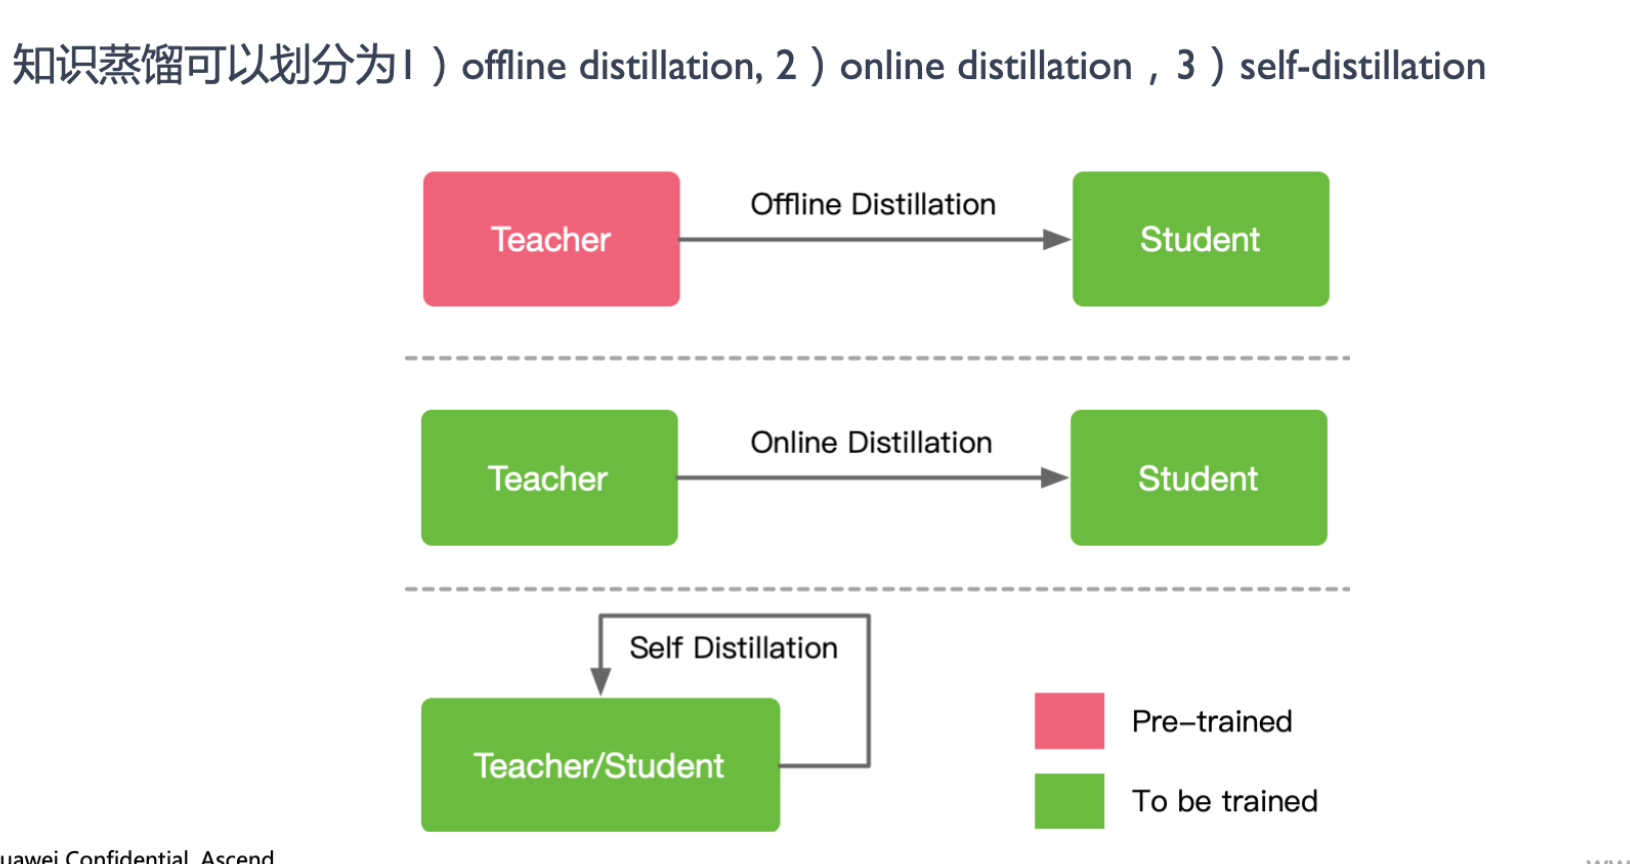 知识蒸馏可以划分为1）offline distillation, 2）online distillation，3）self-distillation
Offline Distillation
Teacher
Student
Online Distillation
Teacher
Student
Self Distillation
Teacher/Student
Pre-trained
To be trained
Confidential, Ascend